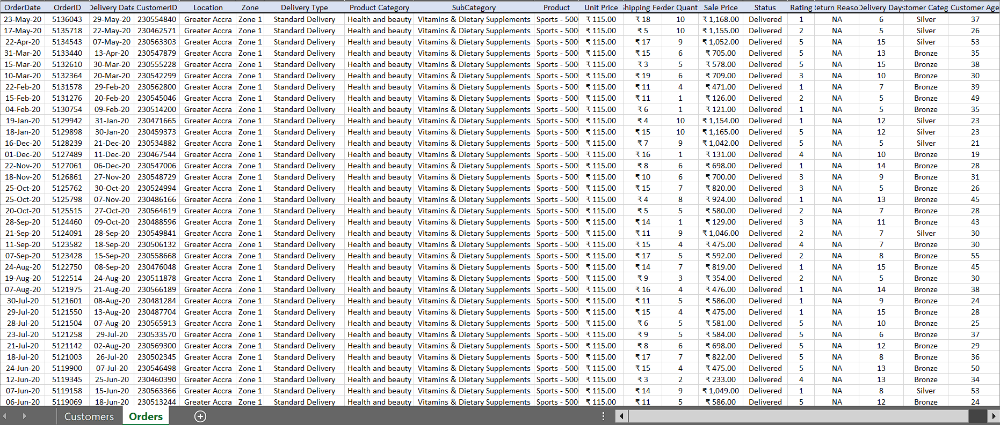 OrderDate OrderID Delivery Date CustomerID Location Zone Delivery Type Product Category SubCategory Product Unit Price Shipping Fe der Quant Sale Price Status Rating Return Reaso Delivery Days stomer Categ Customer Age
23-May-20 5136043 29-May-20 230554840 Greater Accra Zone 1 Standard Delivery Health and beauty Vitamins & Dietary Supplements Sports - 500 ₹ 115.00 ₹ 18 10 ₹ 1,168.00 Delivered 1 NA 6 Silver 37
17-May-20 5135718 22-May-20 230462571 Greater Accra Zone 1 Standard Delivery Health and beauty Vitamins & Dietary Supplements Sports - 500 ₹ 115.00 ₹ 5 10 ₹ 1,155.00 Delivered 2 NA 5 Silver 26
22-Apr-20 5134543 07-May-20 230563303 Greater Accra Zone 1 Standard Delivery Health and beauty Vitamins & Dietary Supplements Sports - 500 ₹ 115.00 ₹ 17 9 ₹ 1,052.00 Delivered 5 NA 15 Silver 53
31-Mar-20 5133440 13-Apr-20 230547879 Greater Accra Zone 1 Standard Delivery Health and beauty Vitamins & Dietary Supplements Sports - 500 ₹ 115.00 ₹ 15 6 ₹ 705.00 Delivered 5 NA 13 Bronze 35
15-Mar-20 5132610 30-Mar-20 230555228 Greater Accra Zone 1 Standard Delivery Health and beauty Vitamins & Dietary Supplements Sports - 500 ₹ 115.00 ₹ 3 5 ₹ 578.00 Delivered 5 NA 15 Bronze 38
10-Mar-20 5132364 20-Mar-20 230542299 Greater Accra Zone 1 Standard Delivery Health and beauty Vitamins & Dietary Supplements Sports - 500 ₹ 115.00 ₹ 19 6 ₹ 709.00 Delivered 3 NA 10 Bronze 30
22-Feb-20 5131578 29-Feb-20 230562800 Greater Accra Zone 1 Standard Delivery Health and beauty Vitamins & Dietary Supplements Sports - 500 ₹ 115.00 ₹ 11 4 ₹ 471.00 Delivered 1 NA 7 Bronze 39
15-Feb-20 5131276 20-Feb-20 230545046 Greater Accra Zone 1 Standard Delivery Health and beauty Vitamins & Dietary Supplements Sports - 500 ₹ 115.00 ₹ 11 1 ₹ 126.00 Delivered 2 NA 5 Bronze 49
04-Feb-20 5130754 09-Feb-20 230514200 Greater Accra Zone 1 Standard Delivery Health and beauty Vitamins & Dietary Supplements Sports - 500 ₹ 115.00 ₹ 6 1 ₹ 121.00 Delivered 1 NA 5 Bronze 35
19-Jan-20 5129942 31-Jan-20 230471665 Greater Accra Zone 1 Standard Delivery Health and beauty Vitamins & Dietary Supplements Sports - 500 ₹ 115.00 ₹ 4 10 ₹ 1,154.00 Delivered 1 NA 12 Silver 23
18-Jan-20 5129898 30-Jan-20 230459373 Greater Accra Zone 1 Standard Delivery Health and beauty Vitamins & Dietary Supplements Sports - 500 ₹ 115.00 ₹ 15 10 ₹ 1,165.00 Delivered 5 NA 12 Silver 23
16-Dec-20 5128239 21-Dec-20 230534882 Greater Accra Zone 1 Standard Delivery Health and beauty Vitamins & Dietary Supplements Sports - 500 ₹ 115.00 ₹ 7 9 ₹ 1,042.00 Delivered 5 NA 5 Silver 21
01-Dec-20 5127489 11-Dec-20 230467544 Greater Accra Zone 1 Standard Delivery Health and beauty Vitamins & Dietary Supplements Sports - 500 ₹ 115.00 ₹ 16 1 ₹ 131.00 Delivered 4 NA 10 Bronze 19
22-Nov-20 5127061 06-Dec-20 230547006 Greater Accra Zone 1 Standard Delivery Health and beauty Vitamins & Dietary Supplements Sports - 500 ₹ 115.00 ₹ 8 6 ₹ 698.00 Delivered 1 NA 14 Bronze 28
18-Nov-20 5126861 27-Nov-20 230548729 Greater Accra Zone 1 Standard Delivery Health and beauty Vitamins & Dietary Supplements Sports - 500 ₹ 115.00 ₹ 10 6 ₹ 700.00 Delivered 3 NA 9 Bronze 31
25-Oct-20 5125762 30-Oct-20 230524994 Greater Accra Zone 1 Standard Delivery Health and beauty Vitamins & Dietary Supplements Sports - 500 ₹ 115.00 ₹ 15 7 ₹ 820.00 Delivered 3 NA 5 Bronze 26
25-Oct-20 5125798 07-Nov-20 230486166 Greater Accra Zone 1 Standard Delivery Health and beauty Vitamins & Dietary Supplements Sports - 500 ₹ 115.00 ₹ 4 8 ₹ 924.00 Delivered 1 NA 13 Bronze 45
20-Oct-20 5125515 27-Oct-20 230564619 Greater Accra Zone 1 Standard Delivery Health and beauty Vitamins & Dietary Supplements Sports - 500 ₹ 115.00 ₹ 5 5 ₹ 580.00 Delivered 2 NA 7 Bronze 28
28-Sep-20 5124460 09-Oct-20 230488596 Greater Accra Zone 1 Standard Delivery Health and beauty Vitamins & Dietary Supplements Sports - 500 ₹ 115.00 ₹ 14 1 ₹ 129.00 Delivered 3 NA 11 Bronze 43
21-Sep-20 5124091 28-Sep-20 230549841 Greater Accra Zone 1 Standard Delivery Health and beauty Vitamins & Dietary Supplements Sports - 500 ₹ 115.00 ₹ 11 9 ₹ 1,046.00 Delivered 2 NA 7 Silver 30
11-Sep-20 5123582 18-Sep-20 230506132 Greater Accra Zone 1 Standard Delivery Health and beauty Vitamins & Dietary Supplements Sports - 500 ₹ 115.00 ₹ 15 4 ₹ 475.00 Delivered 4 NA 7 Bronze 30
07-Sep-20 5123428 15-Sep-20 230558668 Greater Accra Zone 1 Standard Delivery Health and beauty Vitamins & Dietary Supplements Sports - 500 ₹ 115.00 ₹ 17 5 ₹ 592.00 Delivered 2 NA 8 Bronze 55
24-Aug-20 5122750 08-Sep-20 230476048 Greater Accra Zone 1 Standard Delivery Health and beauty Vitamins & Dietary Supplements Sports - 500 ₹ 115.00 ₹ 14 7 ₹ 819.00 Delivered 1 NA 15 Bronze 45
19-Aug-20 5122514 24-Aug-20 230511878 Greater Accra Zone 1 Standard Delivery Health and beauty Vitamins & Dietary Supplements Sports - 500 ₹ 115.00 ₹ 9 3 ₹ 354.00 Delivered 2 NA 5 Bronze 30
07-Aug-20 5121975 21-Aug-20 230566189 Greater Accra Zone 1 Standard Delivery Health and beauty Vitamins & Dietary Supplements Sports - 500 ₹ 115.00 ₹ 16 4 ₹ 476.00 Delivered 1 NA 14 Bronze 38
30-Jul-20 5121601 08-Aug-20 230481284 Greater Accra Zone 1 Standard Delivery Health and beauty Vitamins & Dietary Supplements Sports - 500 ₹ 115.00 ₹ 11 5 ₹ 586.00 Delivered 1 NA 9 Bronze 24
29-Jul-20 5121550 13-Aug-20 230487704 Greater Accra Zone 1 Standard Delivery Health and beauty Vitamins & Dietary Supplements Sports - 500 ₹ 115.00 ₹ 15 4 ₹ 475.00 Delivered 1 NA 15 Bronze 28
28-Jul-20 5121504 07-Aug-20 230565913 Greater Accra Zone 1 Standard Delivery Health and beauty Vitamins & Dietary Supplements Sports - 500 ₹ 115.00 ₹ 6 5 ₹ 581.00 Delivered 5 NA 10 Bronze 25
23-Jul-20 5121258 29-Jul-20 230533570 Greater Accra Zone 1 Standard Delivery Health and beauty Vitamins & Dietary Supplements Sports - 500 ₹ 115.00 ₹ 9 5 ₹ 584.00 Delivered 5 NA 6 Bronze 37
21-Jul-20 5121142 02-Aug-20 230569300 Greater Accra Zone 1 Standard Delivery Health and beauty Vitamins & Dietary Supplements Sports - 500 ₹ 115.00 ₹ 8 6 ₹ 698.00 Delivered 5 NA 12 Bronze 29
18-Jul-20 5121003 26-Jul-20 230502345 Greater Accra Zone 1 Standard Delivery Health and beauty Vitamins & Dietary Supplements Sports - 500 ₹ 115.00 ₹ 17 7 ₹ 822.00 Delivered 5 NA 8 Bronze 36
24-Jun-20 5119900 07-Jul-20 230546498 Greater Accra Zone 1 Standard Delivery Health and beauty Vitamins & Dietary Supplements Sports - 500 ₹ 115.00 ₹ 15 4 ₹ 475.00 Delivered 5 NA 13 Bronze 50
12-Jun-20 5119345 25-Jun-20 230460390 Greater Accra Zone 1 Standard Delivery Health and beauty Vitamins & Dietary Supplements Sports - 500 ₹ 115.00 ₹ 3 2 ₹ 233.00 Delivered 4 NA 13 Bronze 34
07-Jun-20 5119158 15-Jun-20 230563366 Greater Accra Zone 1 Standard Delivery Health and beauty Vitamins & Dietary Supplements Sports - 500 ₹ 115.00 ₹ 14 9 ₹ 1,049.00 Delivered 1 NA 8 Silver 53
06-Jun-20 5119069 18-Jun-20 230513244 Greater Accra Zone 1 Standard Delivery Health and beauty Vitamins & Dietary Supplements Sports - 500 ₹ 115.00 ₹ 11 5 ₹ 586.00 Delivered 5 NA 12 Bronze 24
Customers Orders